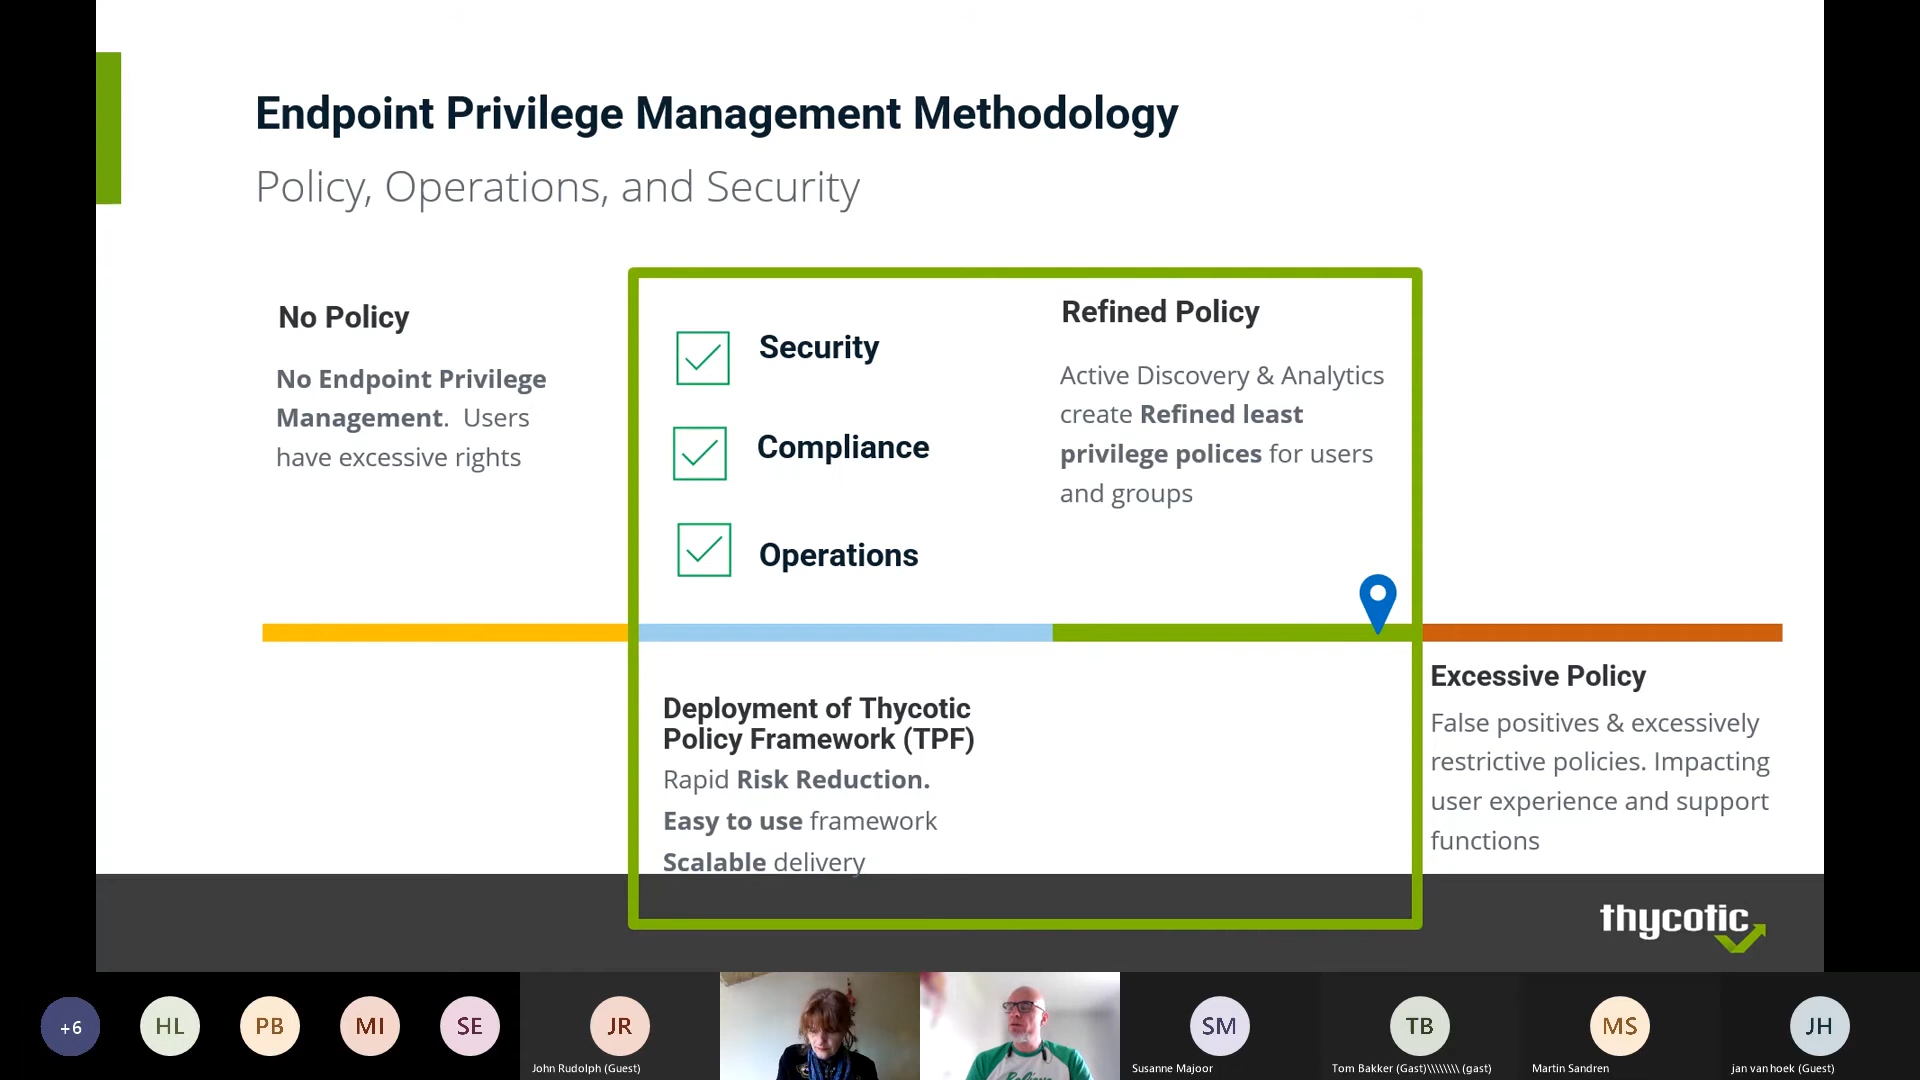 Endpoint Privilege Management Methodology
Policy, Operations, and Security
No Policy
No Endpoint Privilege
Management.  Users
have excessive rights
Security
Compliance
Operations
Refined Policy
Active Discovery & Analytics
create Refined least
privilege polices for users
and groups
Deployment of Thycotic
Policy Framework (TPF)
Rapid Risk Reduction.
Easy to use framework
Scalable delivery
Excessive Policy
False positives & excessively
restrictive policies. Impacting
user experience and support
functions
thycotic
+6
HL
PB
MI
SE
JR
John Rudolph (Guest)
SM
Susanne Majoor
TB
Tom Bakker (Gast)\\\\\\\\ (gast)
MS
Martin Sandren
JH
jan van hoek (Guest)